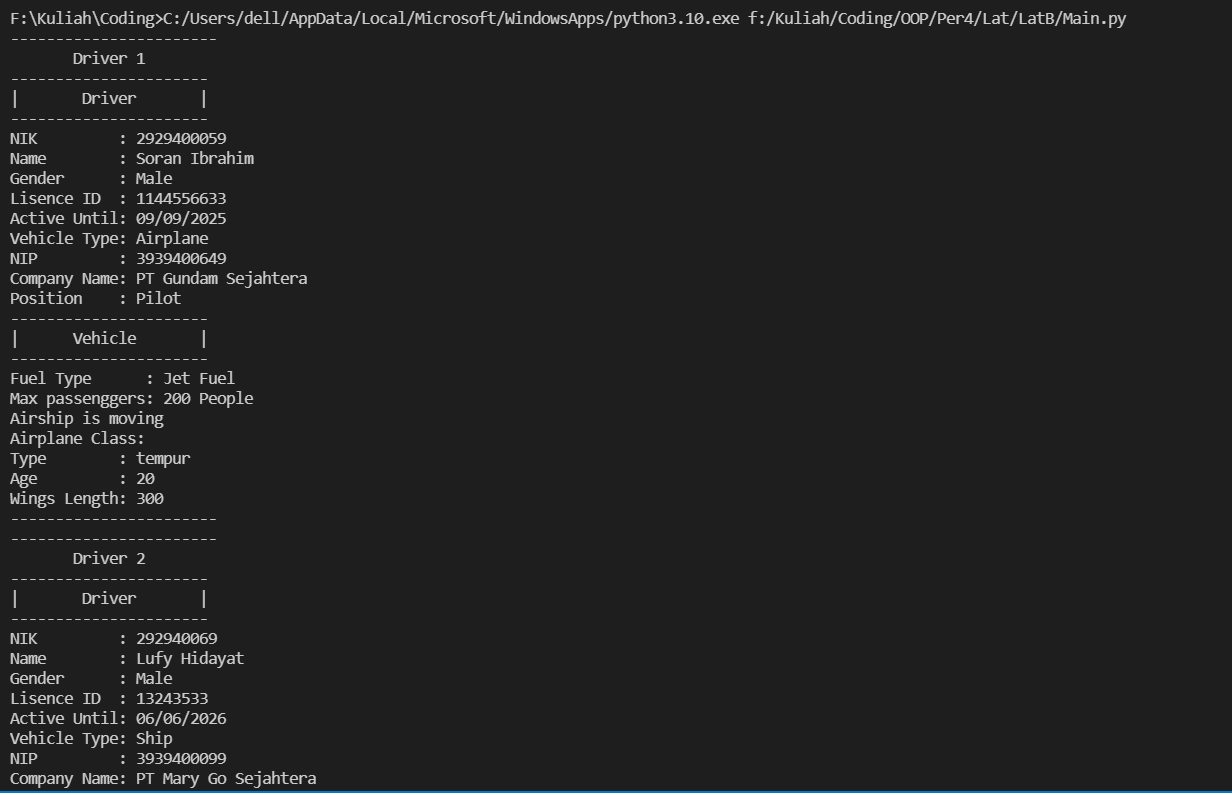 F:\Kuliah\Coding>C:/Users/dell/AppData/Local/Microsoft/WindowsApps/python3.10.exe f:/Kuliah/Coding/OOP/Per4/Lat/LatB/Main.py
-----------------------
       Driver 1
----------------------
|       Driver       |
----------------------
NIK         : 2929400059
Name        : Soran Ibrahim
Gender      : Male
Lisence ID  : 1144556633
Active Until: 09/09/2025
Vehicle Type: Airplane
NIP         : 3939400649
Company Name: PT Gundam Sejahtera
Position    : Pilot
----------------------
|      Vehicle       |
----------------------
Fuel Type      : Jet Fuel
Max passenggers: 200 People
Airship is moving
Airplane Class:
Type        : tempur
Age         : 20
Wings Length: 300
-----------------------
-----------------------
       Driver 2
----------------------
|       Driver       |
----------------------
NIK         : 292940069
Name        : Lufy Hidayat
Gender      : Male
Lisence ID  : 13243533
Active Until: 06/06/2026
Vehicle Type: Ship
NIP         : 3939400099
Company Name: PT Mary Go Sejahtera